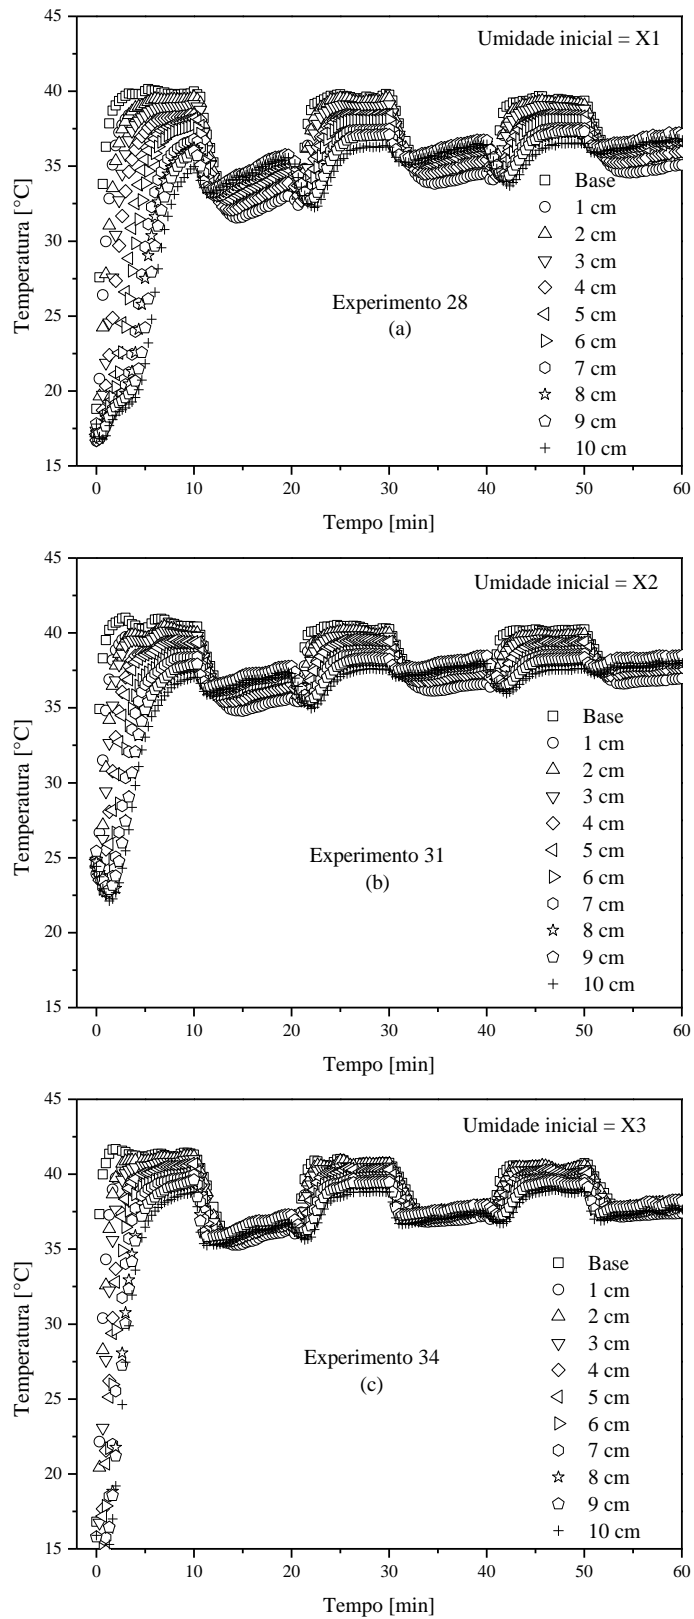 45
Umidade inicial = X1
40
35
30
25
20
15
Temperatura [°C]
Experimento 28
(a)
Base
1 cm
2 cm
3 cm
4 cm
5 cm
6 cm
7 cm
8 cm
9 cm
10 cm
0 10 20 30 40 50 60
Tempo [min]
45
Umidade inicial = X2
40
35
30
25
20
15
Temperatura [°C]
Experimento 31
(b)
Base
1 cm
2 cm
3 cm
4 cm
5 cm
6 cm
7 cm
8 cm
9 cm
10 cm
0 10 20 30 40 50 60
Tempo [min]
45
Umidade inicial = X3
40
35
30
25
20
15
Temperatura [°C]
Experimento 34
(c)
Base
1 cm
2 cm
3 cm
4 cm
5 cm
6 cm
7 cm
8 cm
9 cm
10 cm
0 10 20 30 40 50 60
Tempo [min]